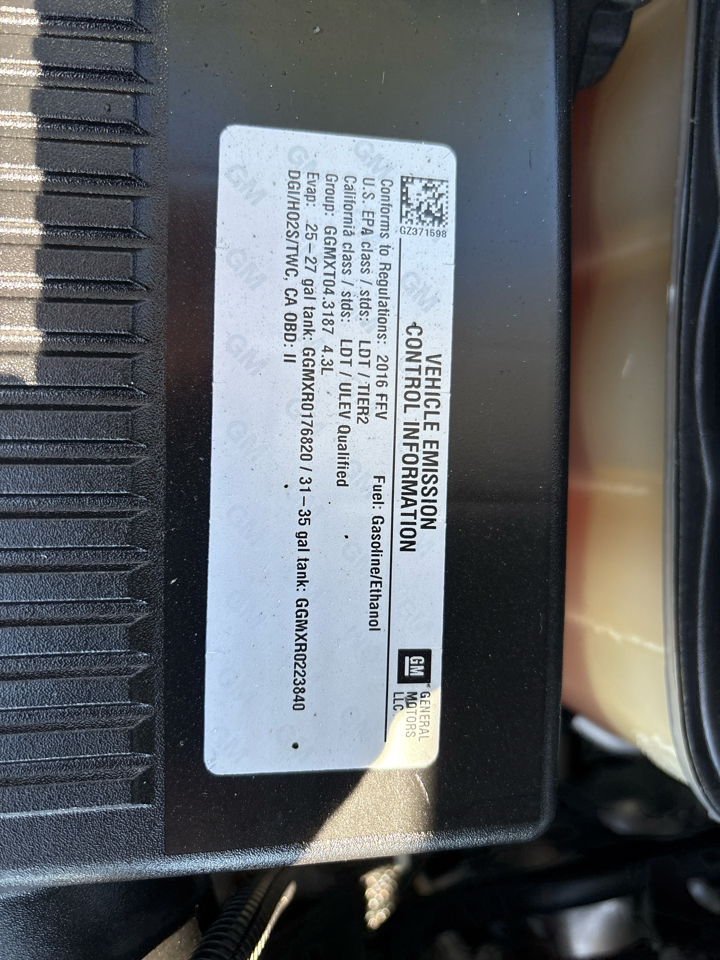 GZ371598
VEHICLE EMISSION
CONTROL INFORMATION
GM
GENERAL
MOTORS
LLC
Conforms to Regulations: 2016 FFV
Fuel: Gasoline/Ethanol
U.S. EPA class / stds: LDT / TIER2
California class / stds: LDT / ULEV Qualified
Group: GGMXT04.3187 4.3L
Evap: 25-27 gal tank: GGMXR0176820 / 31-35 gal tank: GGMXR0223840
DGI/HO2S/TWC, CA OBD: II